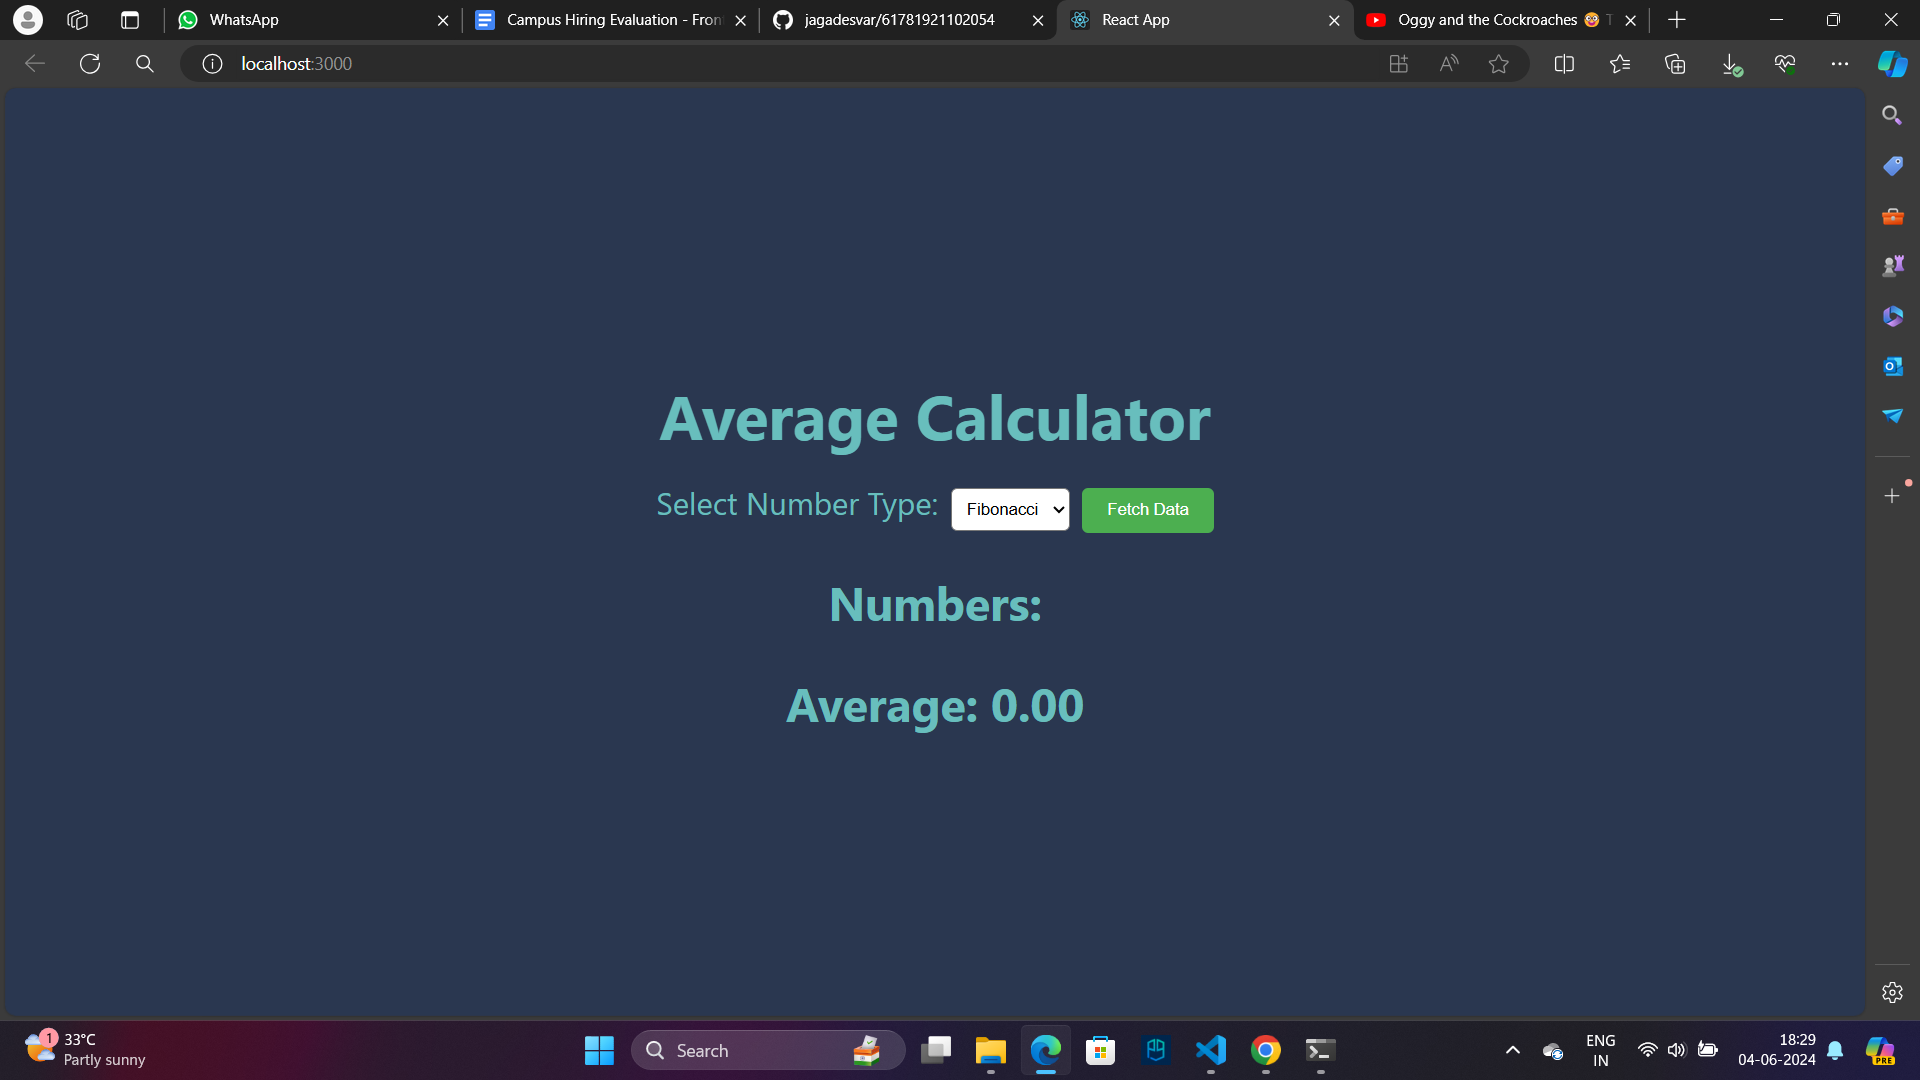 WhatsApp
Campus Hiring Evaluation - Fron
jagadesvar/61781921102054
React App
Oggy and the Cockroaches 🤓 T
localhost:3000
Average Calculator
Select Number Type: Fibonacci Fetch Data
Numbers:
Average: 0.00
1
33°C
Partly sunny
Search
ENG
IN
18:29
04-06-2024
PRE